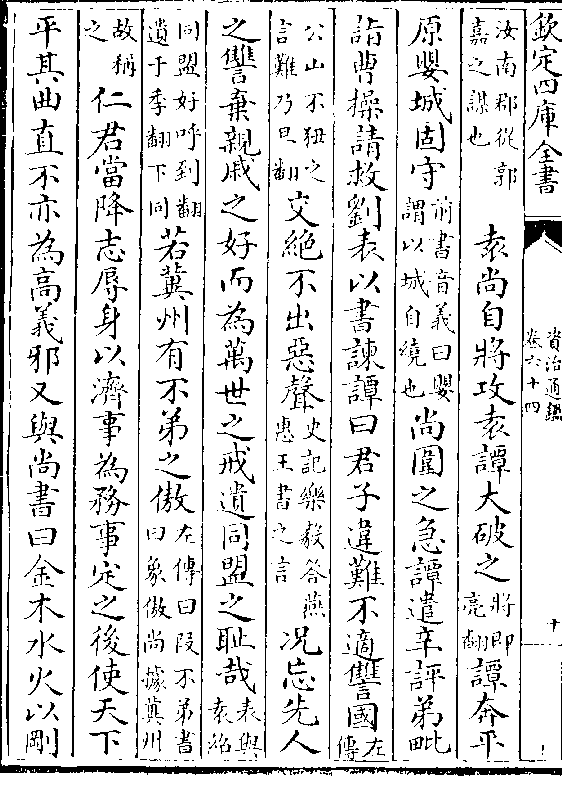 欽定四庫全書
資治通鑑
卷六十四
十
汝南郡從郭嘉之謀也 袁尚自將攻袁譚大破之將即亮翻譚奔平
原嬰城固守前書音義曰嬰謂以城自繞也尚圍之急譚遣辛評弟毗
詣曹操請救劉表以書諫譚曰君子違難不適讐國左傳
公山不狃之言難乃旦翻交絕不出惡聲史記樂毅答燕惠王書之言況忘先人
之讐棄親戚之好而為萬世之戒遺同盟之恥哉表與袁紹
同盟好呼到翻遺于季翻下同若冀州有不弟之傲左傳曰段不弟書曰象傲尚據冀州
故稱之仁君當降志辱身以濟事為務事定之後使天下
平其曲直不亦為高義邪又與尚書曰金木水火以剛